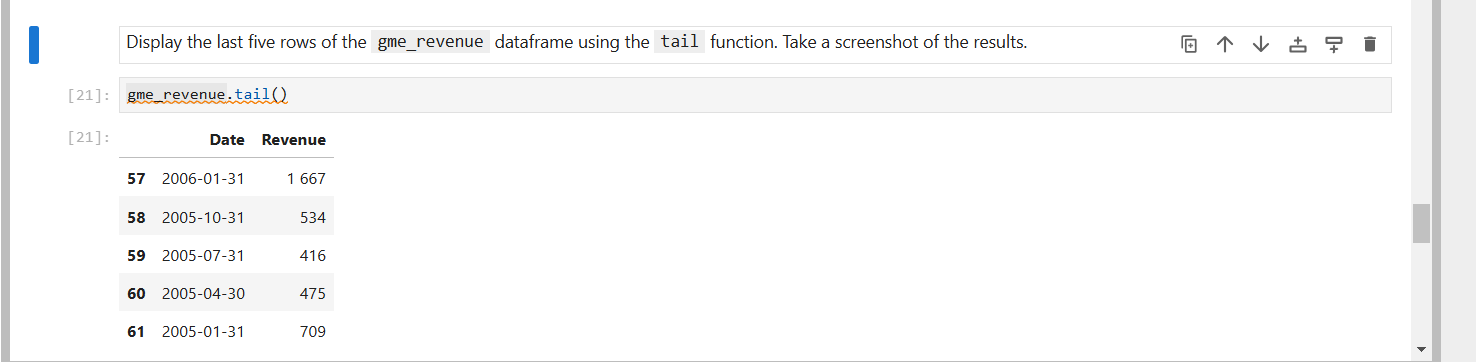 Display the last five rows of the gme_revenue dataframe using the tail function. Take a screenshot of the results.
[21]: gme_revenue.tail()
[21]:
Date Revenue
57 2006-01-31 1 667
58 2005-10-31 534
59 2005-07-31 416
60 2005-04-30 475
61 2005-01-31 709